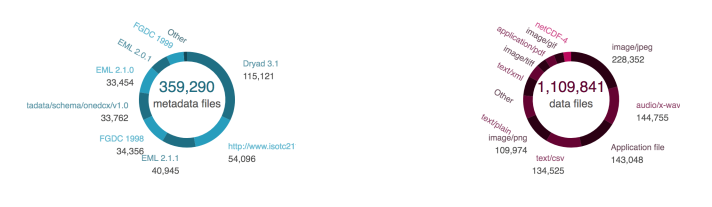 Other
FGDC 1999
EML 2.0.1
EML 2.1.0
33,454
tadata/schema/onedcx/v1.0
33,762
FGDC 1998
34,356
EML 2.1.1
40,945
359,290
metadata files
Dryad 3.1
115,121
http://www.isotc21
54,096
netCDF-4
image/gif
application/pdf
image/tiff
text/xml
Other
text/plain
image/png
109,974
text/csv
134,525
1,109,841
data files
image/jpeg
228,352
audio/x-wav
144,755
Application file
143,048